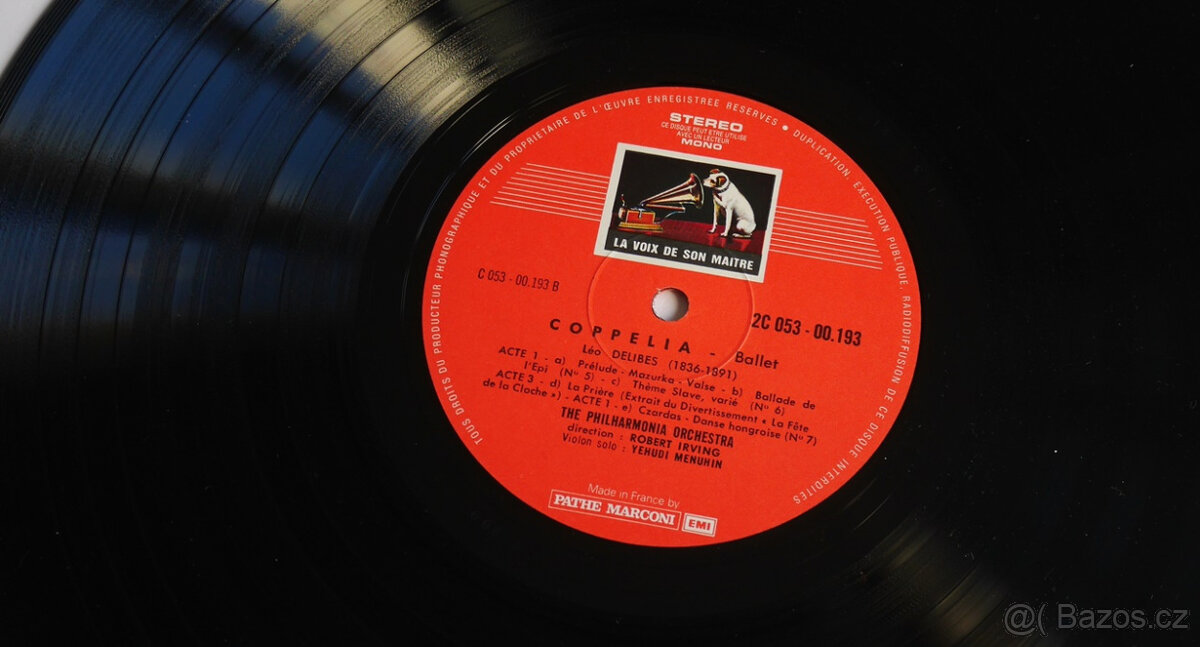 TOUS DROITS DU PRODUCTEUR PHONOGRAPHIQUE ET DU PROPRIETAIRE DE L'ŒUVRE ENREGISTREE RESERVES • DUPLICATION, EXECUTION PUBLIQUE, RADIODIFFUSION DE CE DISQUE INTERDITES
STEREO
CE DISQUE PEUT ETRE UTILISE
AVEC UN LECTEUR
MONO
LA VOIX DE SON MAITRE
C 053 - 00.193 B
2C 053 - 00.193
COPPELIA - Ballet
Léo DELIBES (1836-1891)
ACTE 1 - a) Prélude - Mazurka - Valse - b) Ballade de
l'Epi (N° 5) - c) Thème Slave, varié (N° 6)
ACTE 3 - d) La Prière (Extrait du Divertissement « La Fête
de la Cloche ») - ACTE 1 - e) Czardas - Danse hongroise (N° 7)
THE PHILHARMONIA ORCHESTRA
direction : ROBERT IRVING
Violon solo : YEHUDI MENUHIN
Made in France by
PATHE MARCONI EMI
@( Bazos.cz